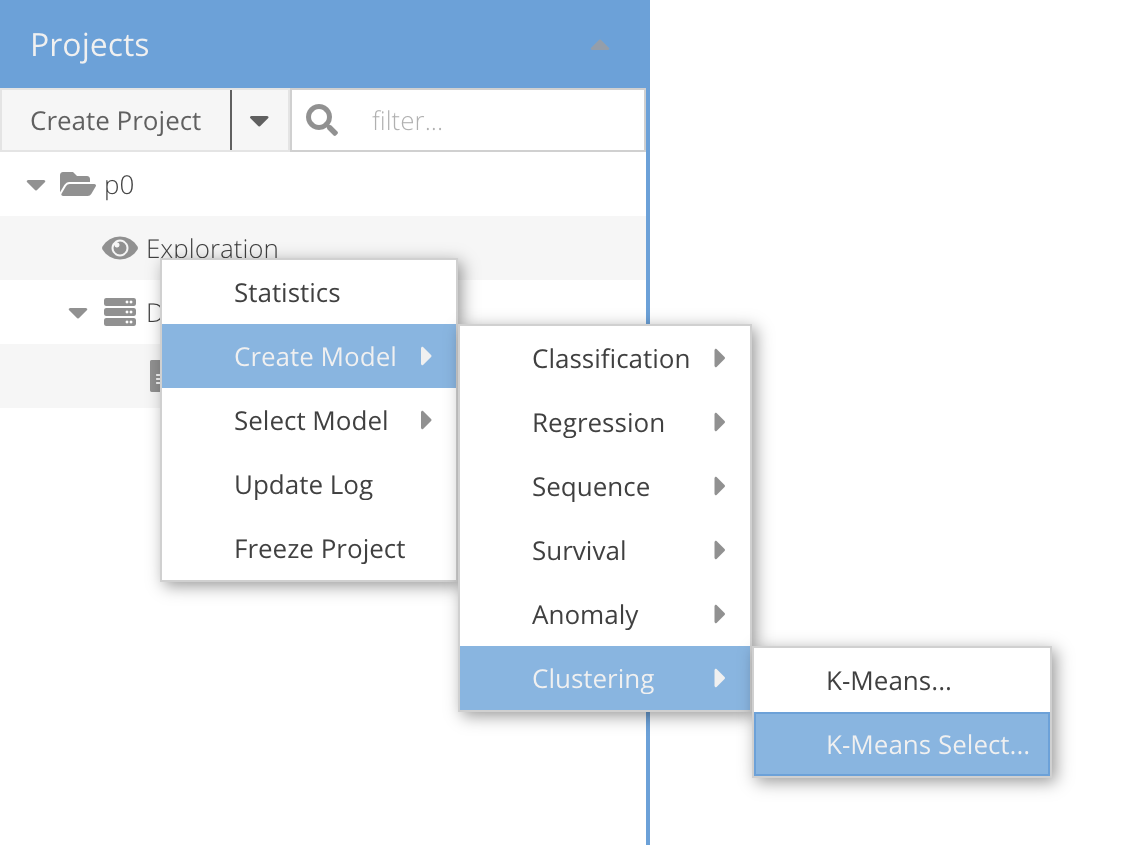 Projects
Create Project
filter...
p0
Exploration
Statistics
Create Model
Select Model
Update Log
Freeze Project
Classification
Regression
Sequence
Survival
Anomaly
Clustering
K-Means...
K-Means Select...